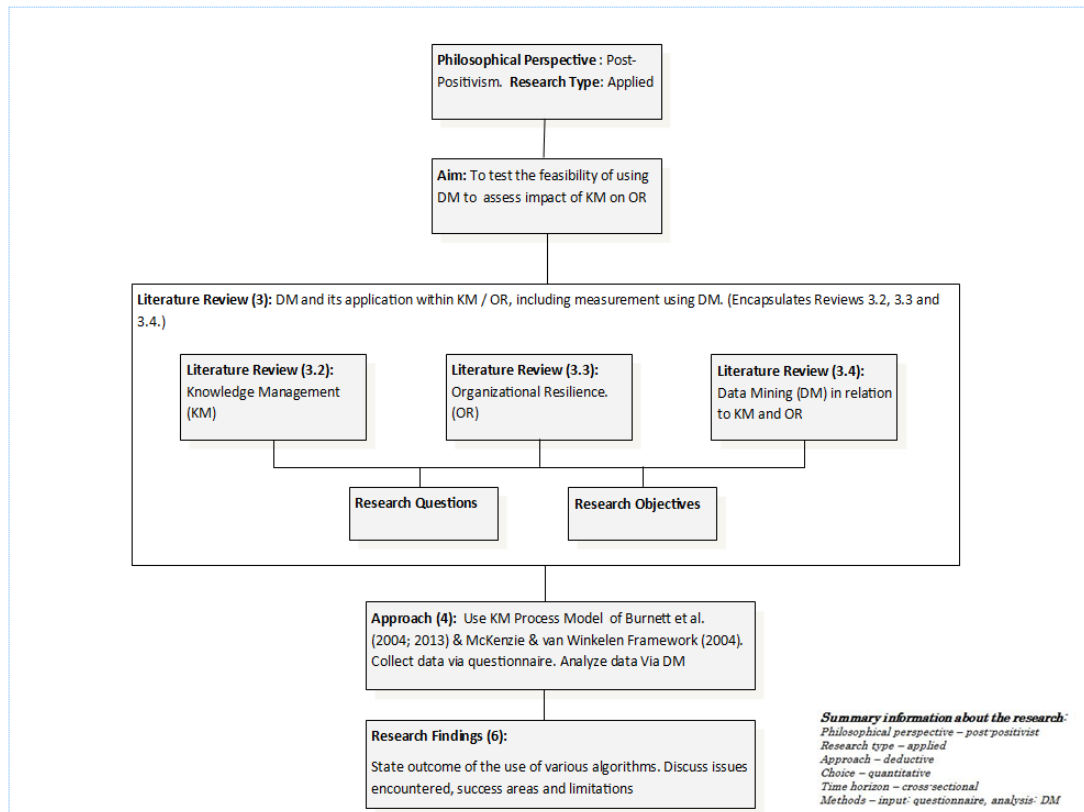 Philosophical Perspective : Post-
Positivism.  Research Type: Applied
Aim: To test the feasibility of using
DM to  assess impact of KM on OR
Literature Review (3): DM and its application within KM / OR, including measurement using DM. (Encapsulates Reviews 3.2, 3.3 and
3.4.)
Literature Review (3.2):
Knowledge Management
(KM)
Literature Review (3.3):
Organizational Resilience.
(OR)
Literature Review (3.4):
Data Mining (DM) in relation
to KM and OR
Research Questions
Research Objectives
Approach (4):  Use KM Process Model  of Burnett et al.
(2004; 2013) & McKenzie & van Winkelen Framework (2004).
Collect data via questionnaire. Analyze data Via DM
Research Findings (6):
State outcome of the use of various algorithms. Discuss issues
encountered, success areas and limitations
Summary information about the research:
Philosophical perspective – post-positivist
Research type – applied
Approach – deductive
Choice – quantitative
Time horizon – cross-sectional
Methods – input: questionnaire, analysis: DM